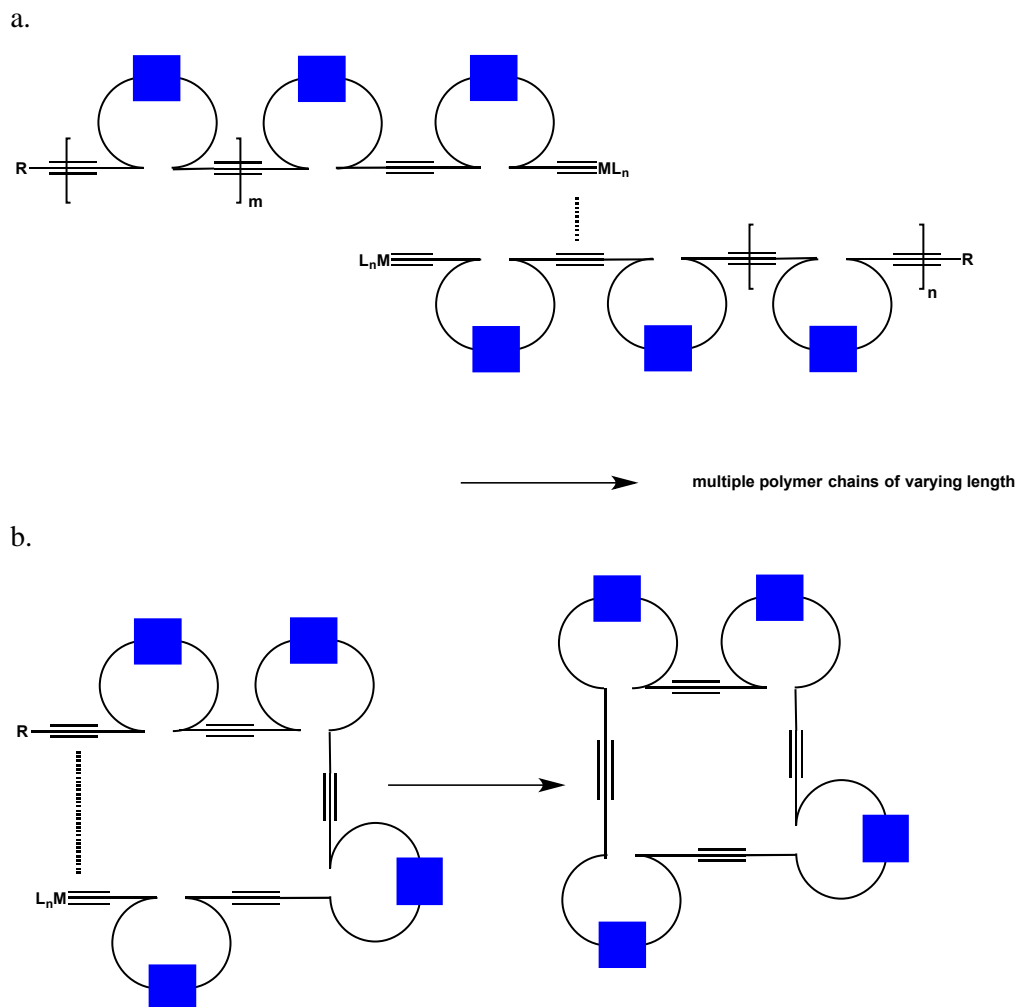 a.
R
m
MLₙ
LₙM
R
n
multiple polymer chains of varying length
b.
R
LₙM